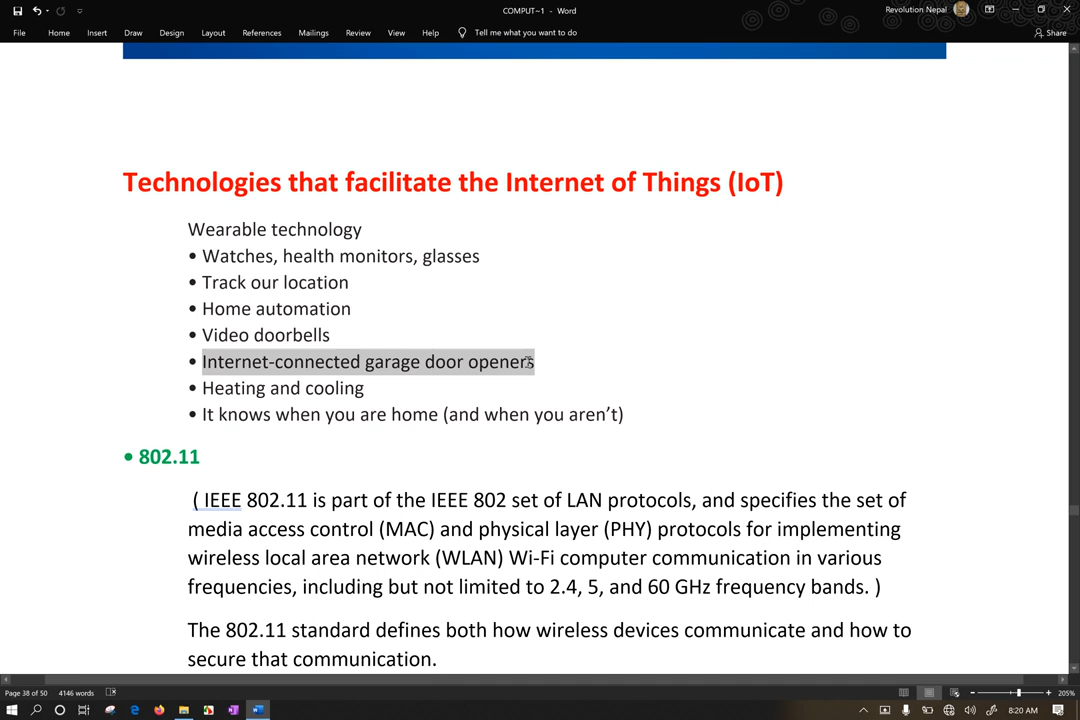 COMPUT~1 - Word
Revolution Nepal
File Home Insert Draw Design Layout References Mailings Review View Help Tell me what you want to do Share
Technologies that facilitate the Internet of Things (IoT)
Wearable technology
• Watches, health monitors, glasses
• Track our location
• Home automation
• Video doorbells
• Internet-connected garage door openers
• Heating and cooling
• It knows when you are home (and when you aren’t)
• 802.11
( IEEE 802.11 is part of the IEEE 802 set of LAN protocols, and specifies the set of
media access control (MAC) and physical layer (PHY) protocols for implementing
wireless local area network (WLAN) Wi-Fi computer communication in various
frequencies, including but not limited to 2.4, 5, and 60 GHz frequency bands. )
The 802.11 standard defines both how wireless devices communicate and how to
secure that communication.
Page 38 of 50 4146 words 205%
8:20 AM